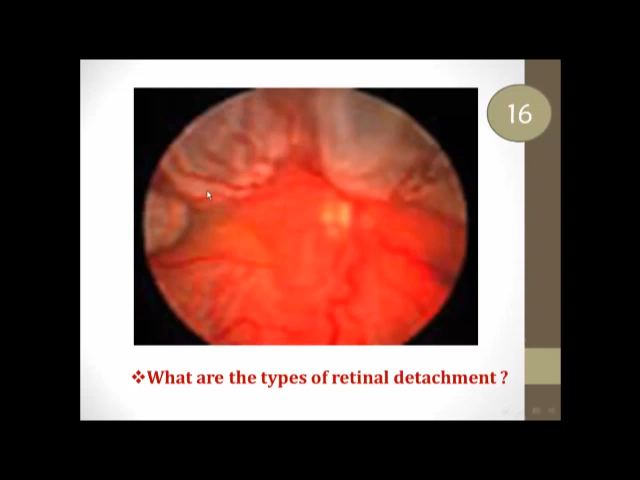 16
❖What are the types of retinal detachment ?